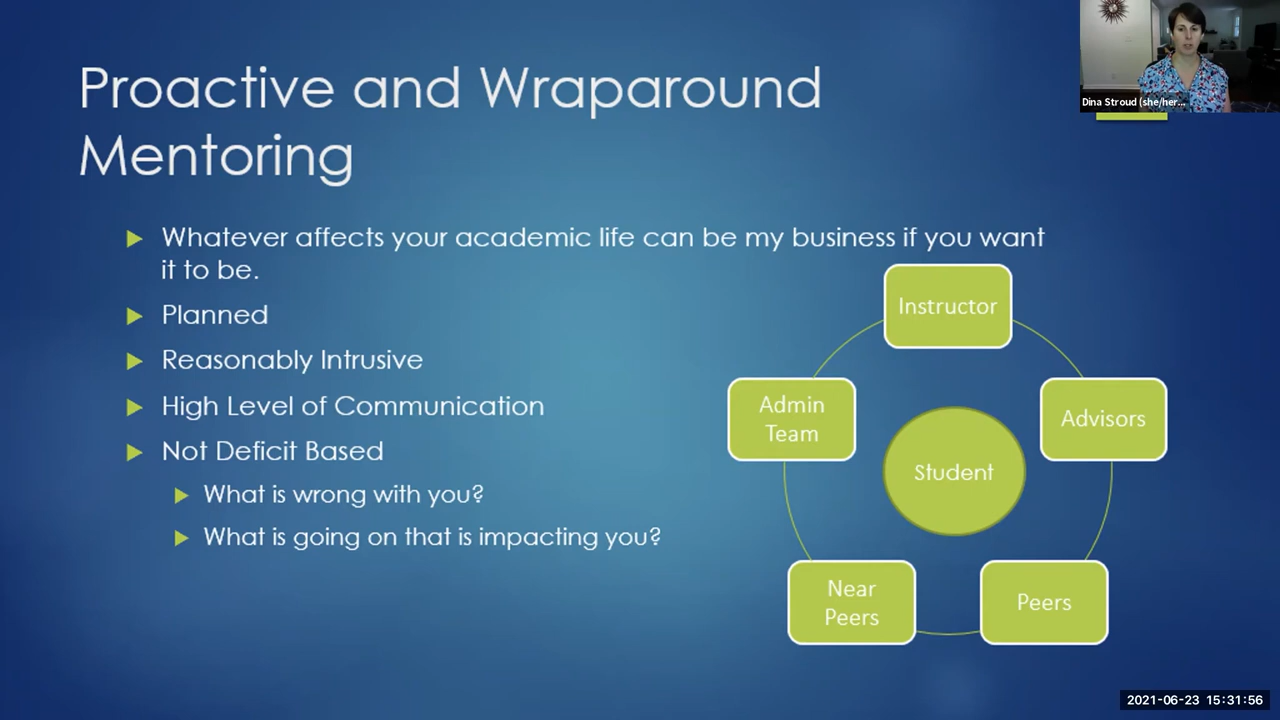 Proactive and Wraparound
Mentoring
Dina Stroud (she/her...
Whatever affects your academic life can be my business if you want
it to be.
Planned
Reasonably Intrusive
High Level of Communication
Not Deficit Based
What is wrong with you?
What is going on that is impacting you?
Instructor
Admin
Team
Advisors
Student
Near
Peers
Peers
2021-06-23 15:31:56